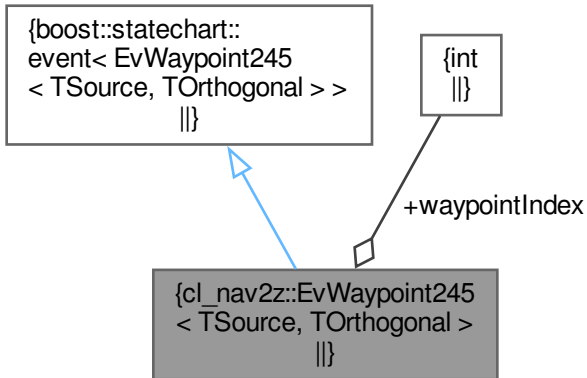 {boost::statechart::
event< EvWaypoint245
< TSource, TOrthogonal > >
||}
{int
||}
+waypointIndex
{cl_nav2z::EvWaypoint245
< TSource, TOrthogonal >
||}